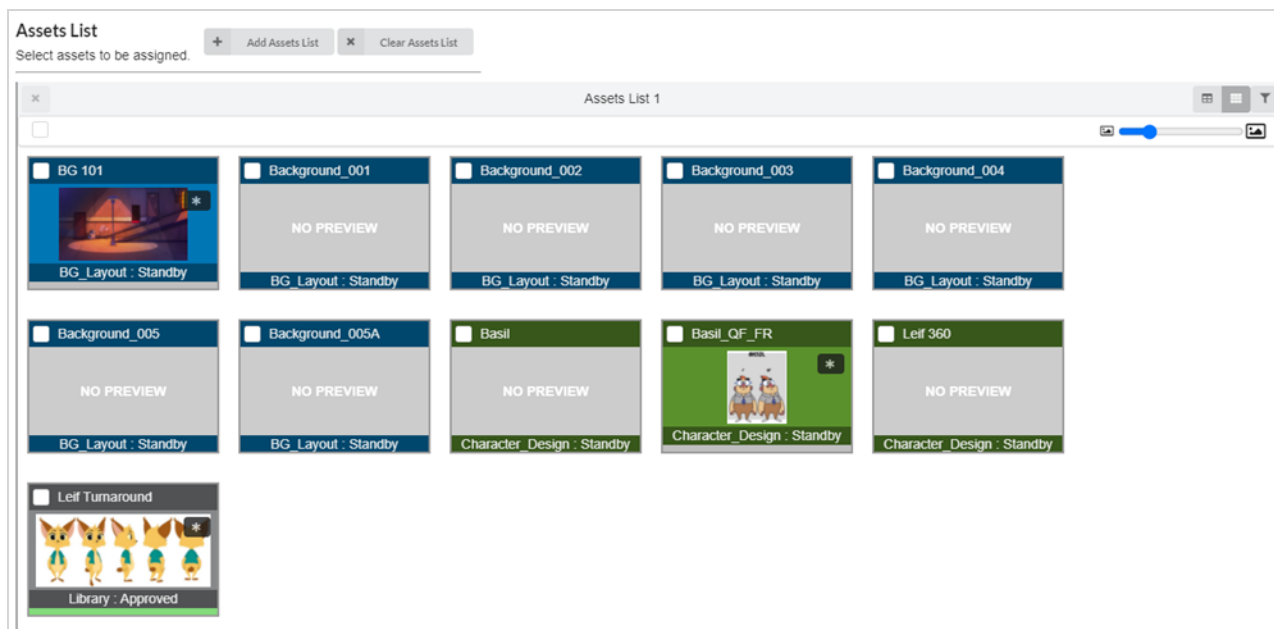 Assets List
Select assets to be assigned.
Add Assets List
Clear Assets List
Assets List 1
BG 101
Background_001
Background_002
Background_003
Background_004
NO PREVIEW
NO PREVIEW
NO PREVIEW
NO PREVIEW
BG_Layout : Standby
BG_Layout : Standby
BG_Layout : Standby
BG_Layout : Standby
BG_Layout : Standby
Background_005
Background_005A
Basil
Basil_QF_FR
Leif 360
NO PREVIEW
NO PREVIEW
NO PREVIEW
BASIL
NO PREVIEW
BG_Layout : Standby
BG_Layout : Standby
Character_Design : Standby
Character_Design : Standby
Character_Design : Standby
Leif Turnaround
Library : Approved